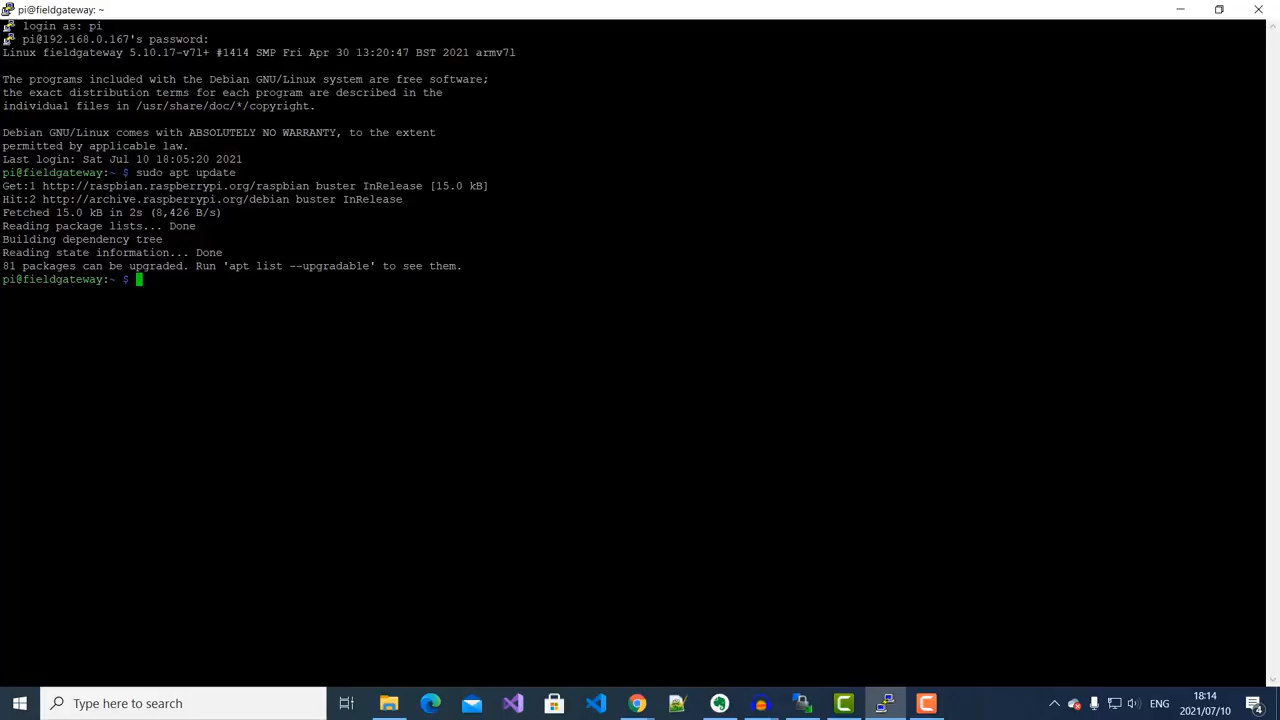 pi@fieldgateway: ~
login as: pi
pi@192.168.0.167's password:
Linux fieldgateway 5.10.17-v7l+ #1414 SMP Fri Apr 30 13:20:47 BST 2021 armv7l
The programs included with the Debian GNU/Linux system are free software;
the exact distribution terms for each program are described in the
individual files in /usr/share/doc/*/copyright.
Debian GNU/Linux comes with ABSOLUTELY NO WARRANTY, to the extent
permitted by applicable law.
Last login: Sat Jul 10 18:05:20 2021
pi@fieldgateway:~ $ sudo apt update
Get:1 http://raspbian.raspberrypi.org/raspbian buster InRelease [15.0 kB]
Hit:2 http://archive.raspberrypi.org/debian buster InRelease
Fetched 15.0 kB in 2s (8,426 B/s)
Reading package lists... Done
Building dependency tree
Reading state information... Done
81 packages can be upgraded. Run 'apt list --upgradable' to see them.
pi@fieldgateway:~ $
Type here to search
ENG
18:14
2021/07/10
4